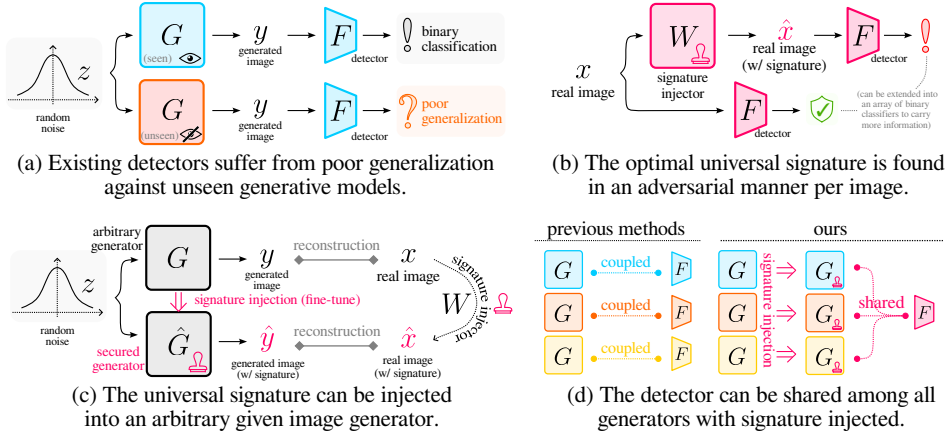 z
random
noise
G
(seen)
y
generated
image
F
detector
binary
classification
G
(unseen)
y
generated
image
F
detector
?
poor
generalization
(a) Existing detectors suffer from poor generalization
against unseen generative models.
x
real image
W
signature
injector
x̂
real image
(w/ signature)
F
detector
!
F
detector
(can be extended into
an array of binary
classifiers to carry
more information)
(b) The optimal universal signature is found
in an adversarial manner per image.
z
random
noise
arbitrary
generator
G
y
generated
image
reconstruction
x
real image
signature injection (fine-tune)
signature injector
W
secured
generator
Ĝ
ŷ
generated image
(w/ signature)
reconstruction
x̂
real image
(w/ signature)
(c) The universal signature can be injected
into an arbitrary given image generator.
previous methods
G
coupled
F
G
coupled
F
G
coupled
F
ours
signature injection
G
G
G
G
G
G
shared
F
(d) The detector can be shared among all
generators with signature injected.